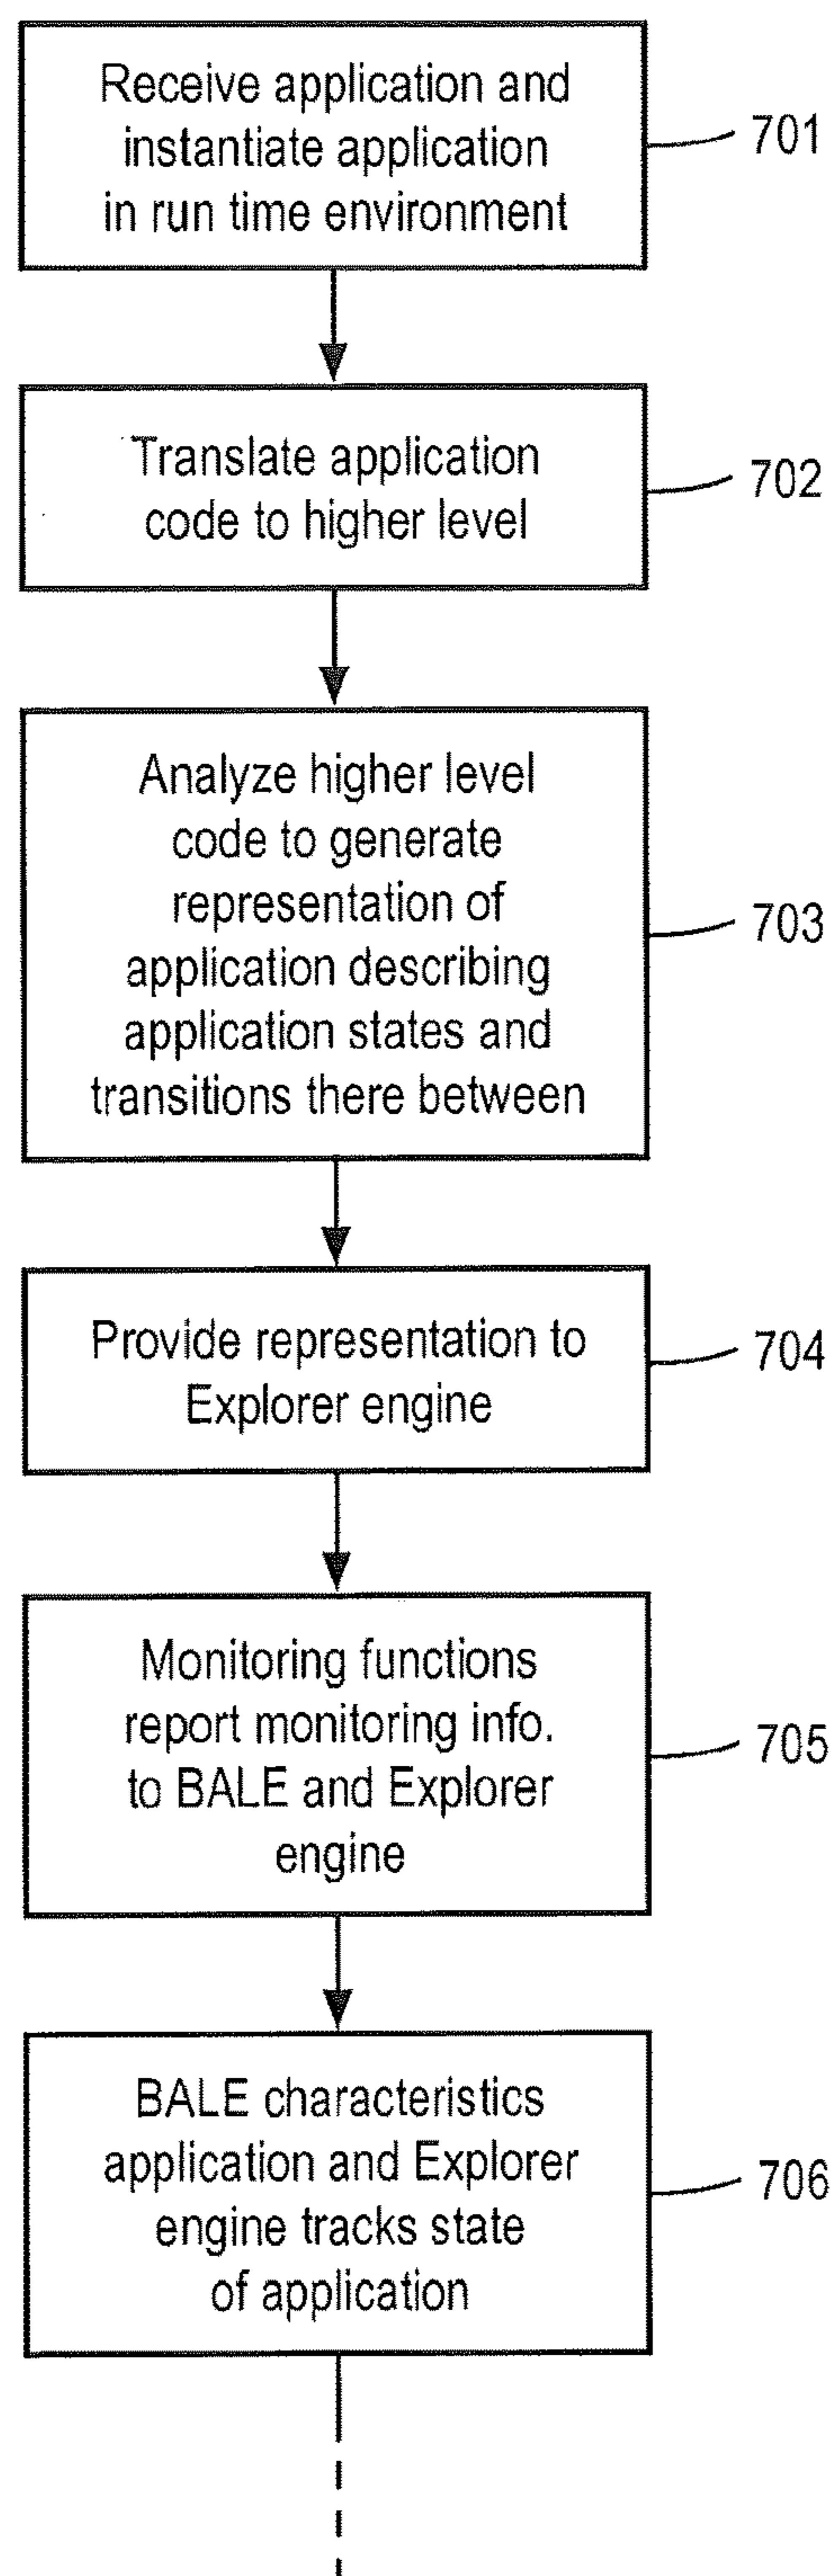 Receive application and
instantiate application
in run time environment
701
Translate application
code to higher level
702
Analyze higher level
code to generate
representation of
application describing
application states and
transitions there between
703
Provide representation to
Explorer engine
704
Monitoring functions
report monitoring info.
to BALE and Explorer
engine
705
BALE characteristics
application and Explorer
engine tracks state
of application
706